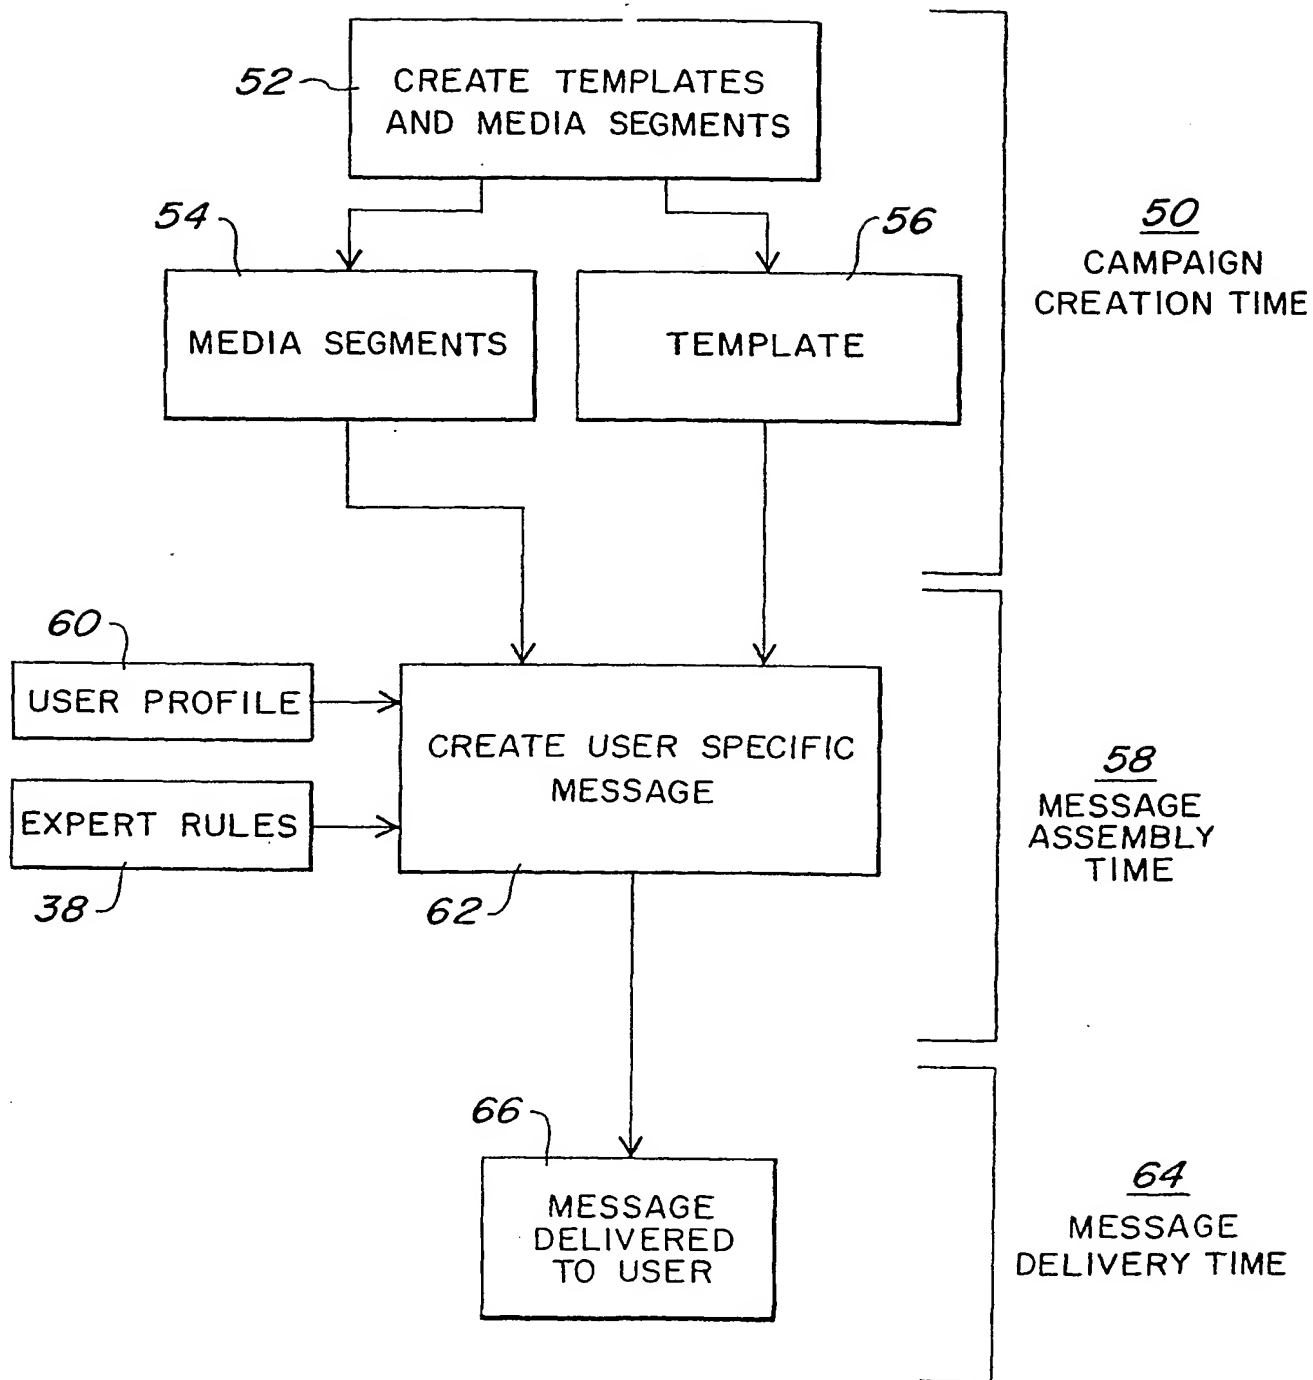 52
CREATE TEMPLATES
AND MEDIA SEGMENTS
54
56
50
CAMPAIGN
CREATION TIME
MEDIA SEGMENTS
TEMPLATE
60
USER PROFILE
CREATE USER SPECIFIC
MESSAGE
EXPERT RULES
38
62
58
MESSAGE
ASSEMBLY
TIME
66
MESSAGE
DELIVERED
TO USER
64
MESSAGE
DELIVERY TIME